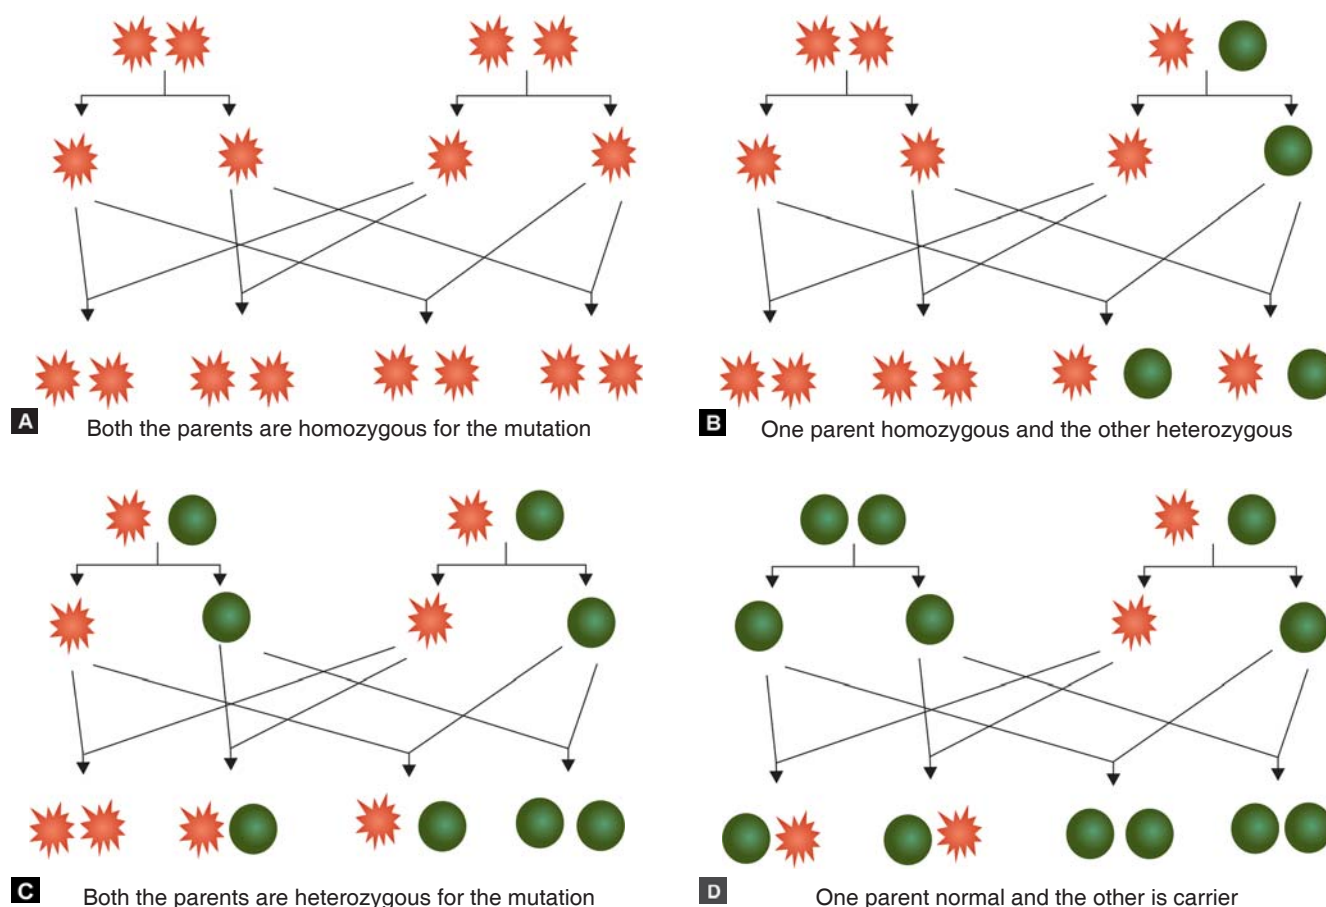 A
Both the parents are homozygous for the mutation
B
One parent homozygous and the other heterozygous
C
Both the parents are heterozygous for the mutation
D
One parent normal and the other is carrier